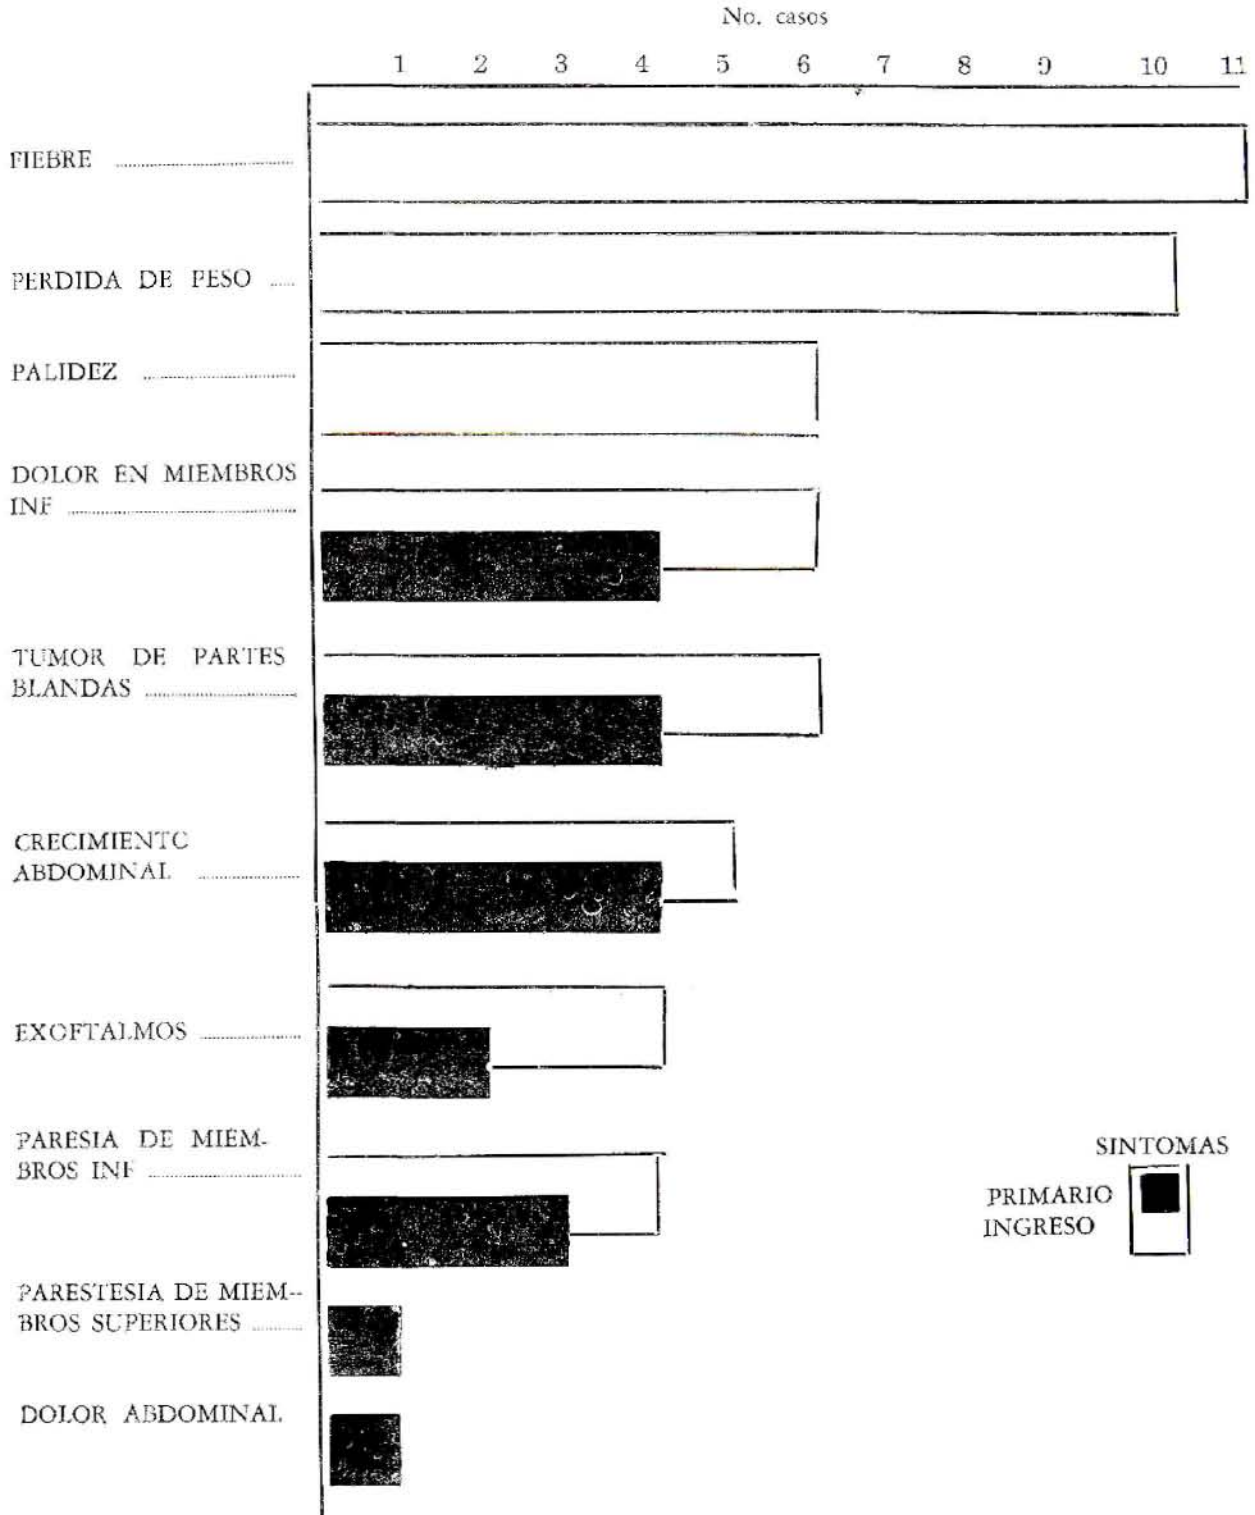 No. casos
1 2 3 4 5 6 7 8 9 10 11
FIEBRE
PERDIDA DE PESO
PALIDEZ
DOLOR EN MIEMBROS
INF
TUMOR DE PARTES
BLANDAS
CRECIMIENTO
ABDOMINAL
EXOFTALMOS
PARESIA DE MIEM-
BROS INF
PARESTESIA DE MIEM-
BROS SUPERIORES
DOLOR ABDOMINAL
SINTOMAS
PRIMARIO
INGRESO